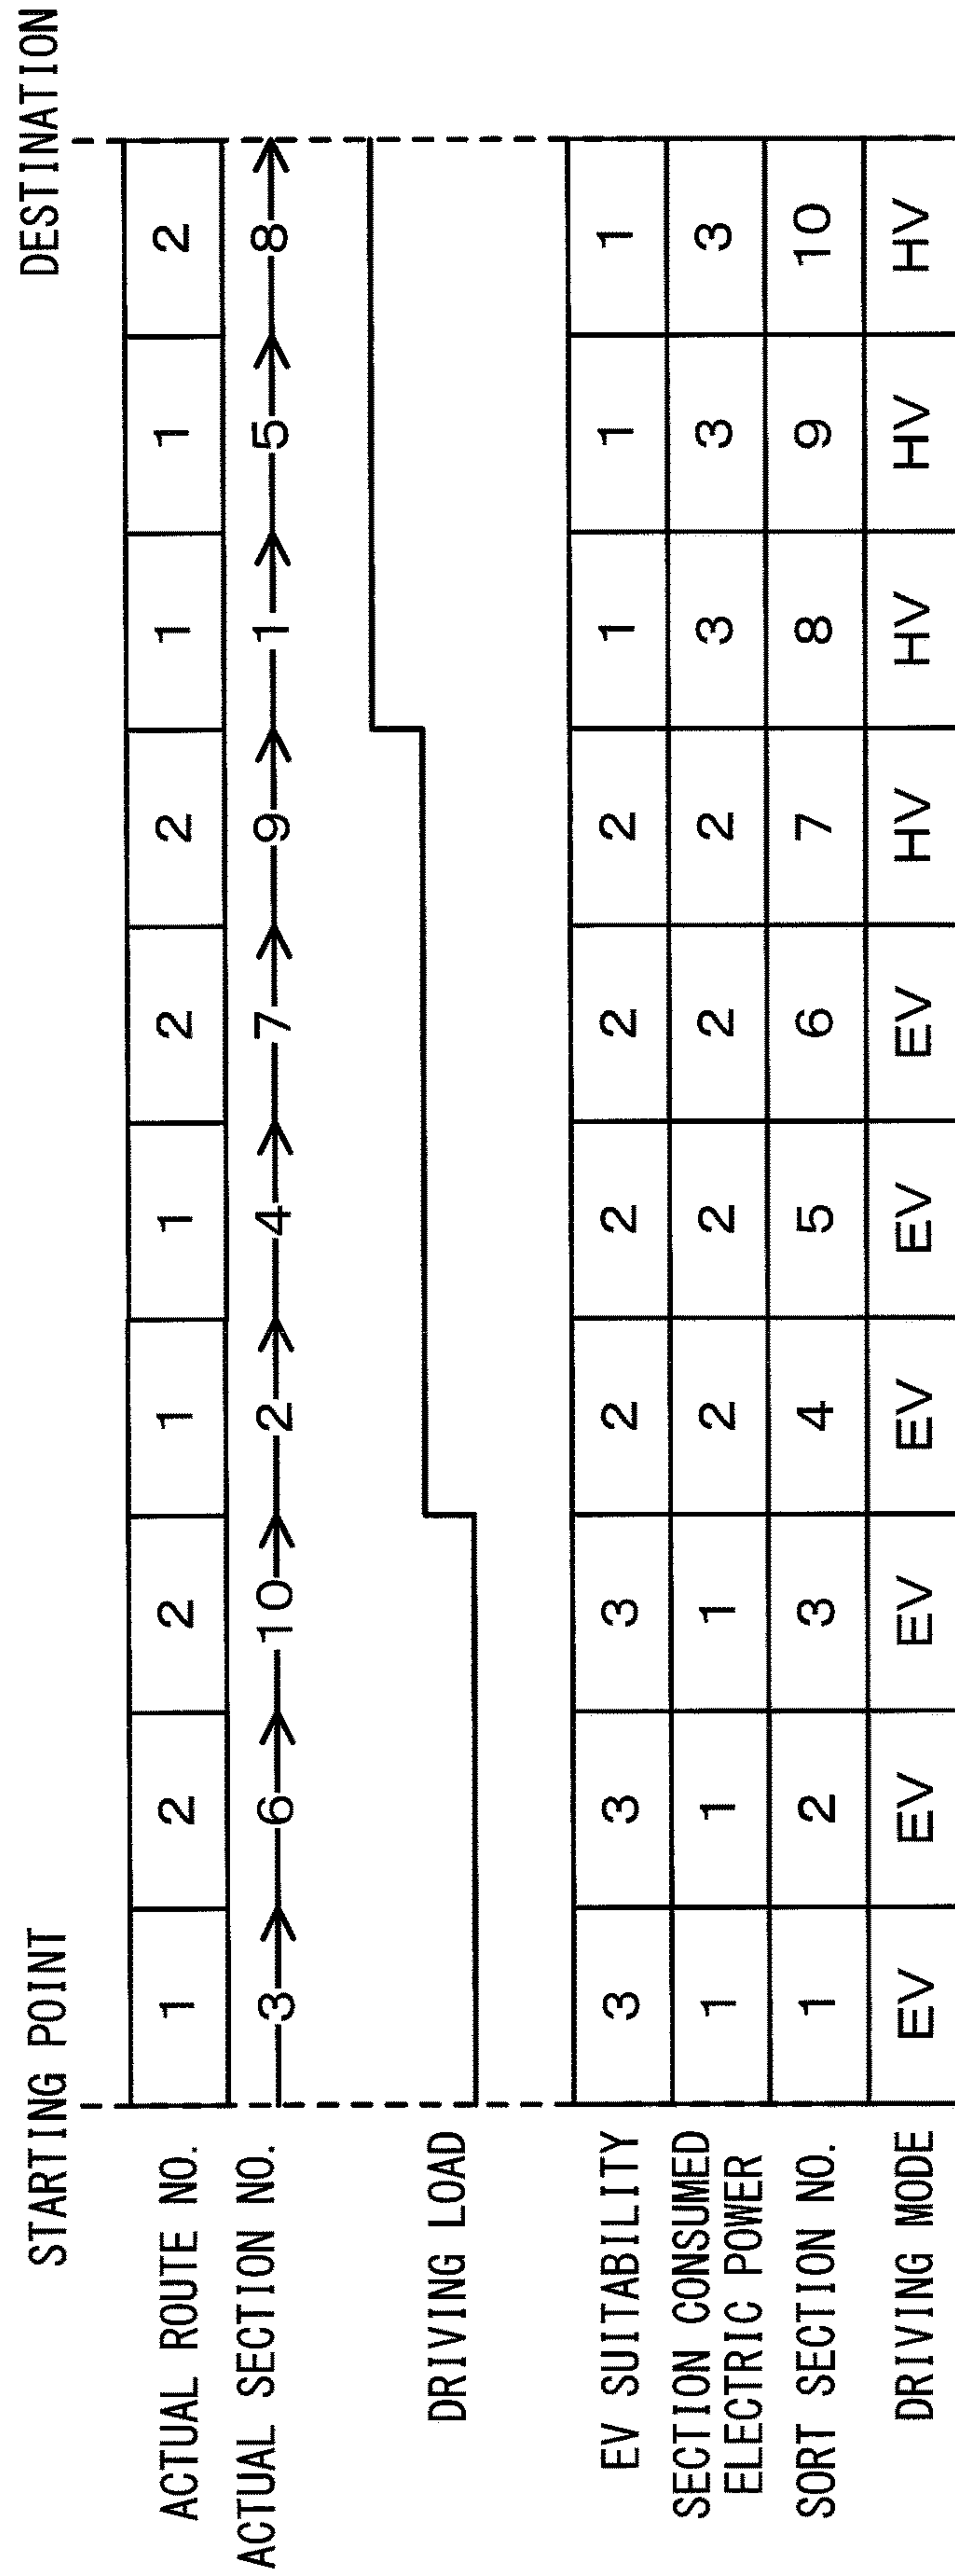 STARTING POINT DESTINATION
ACTUAL ROUTE NO. 1 2 2 1 1 2 2 1 1 2
ACTUAL SECTION NO. 3 6 10 2 4 7 9 1 5 8
DRIVING LOAD
EV SUITABILITY 3 3 3 2 2 2 2 1 1 1
SECTION CONSUMED
ELECTRIC POWER 1 1 1 2 2 2 2 3 3 3
SORT SECTION NO. 1 2 3 4 5 6 7 8 9 10
DRIVING MODE EV EV EV EV EV EV HV HV HV HV